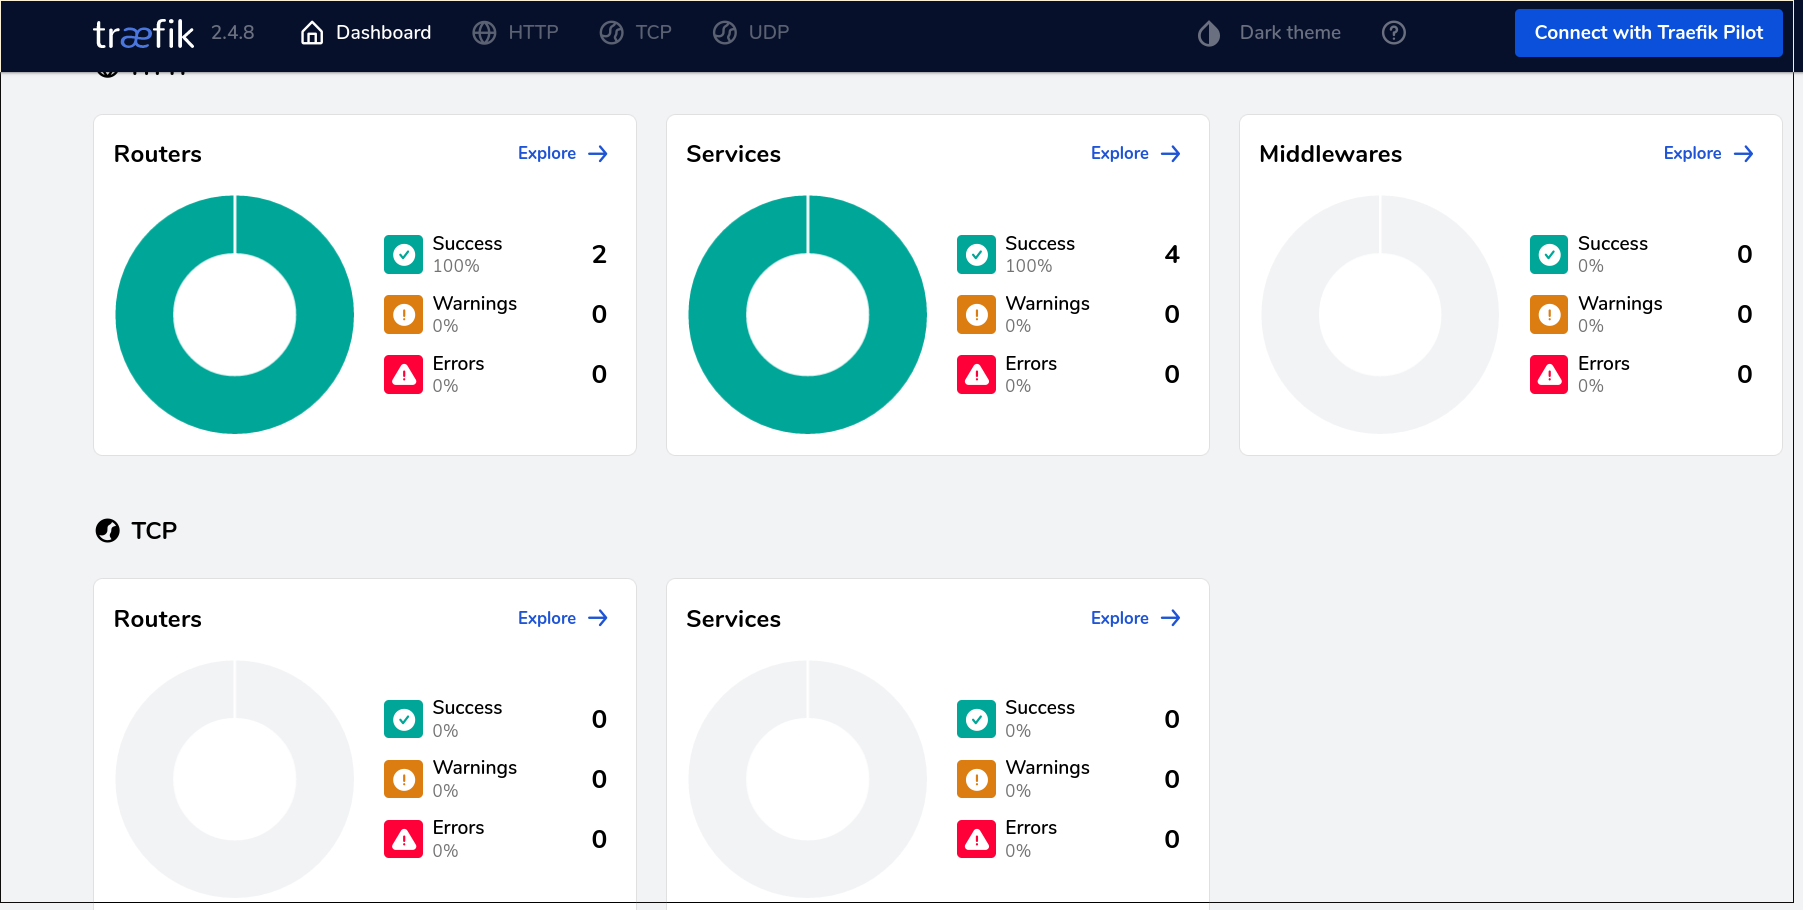 træfik 2.4.8 Dashboard HTTP TCP UDP Dark theme Connect with Traefik Pilot
HTTP
Routers Explore
Success 2
100%
Warnings 0
0%
Errors 0
0%
Services Explore
Success 4
100%
Warnings 0
0%
Errors 0
0%
Middlewares Explore
Success 0
0%
Warnings 0
0%
Errors 0
0%
TCP
Routers Explore
Success 0
0%
Warnings 0
0%
Errors 0
0%
Services Explore
Success 0
0%
Warnings 0
0%
Errors 0
0%